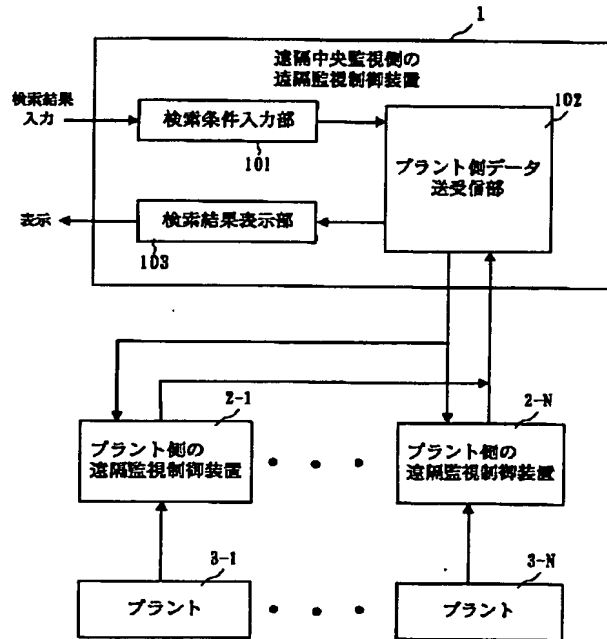 1
遠隔中央監視側の
遠隔監視制御装置
検索結果
入力
検索条件入力部
101
102
プラント側データ
送受信部
表示
検索結果表示部
103
2-1
プラント側の
遠隔監視制御装置
2-N
プラント側の
遠隔監視制御装置
3-1
プラント
3-N
プラント